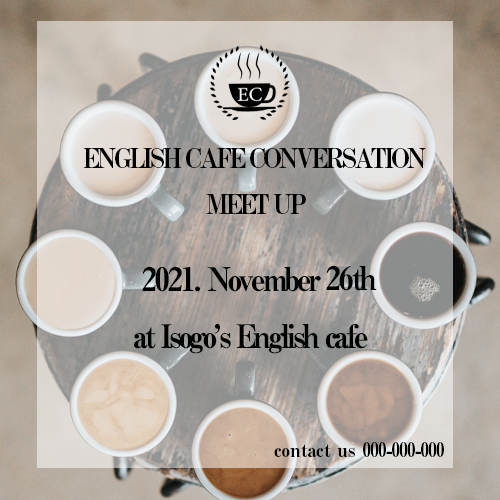 EC
ENGLISH CAFE CONVERSATION
MEET UP
2021. November 26th
at Isogo's English cafe
contact us 000-000-000